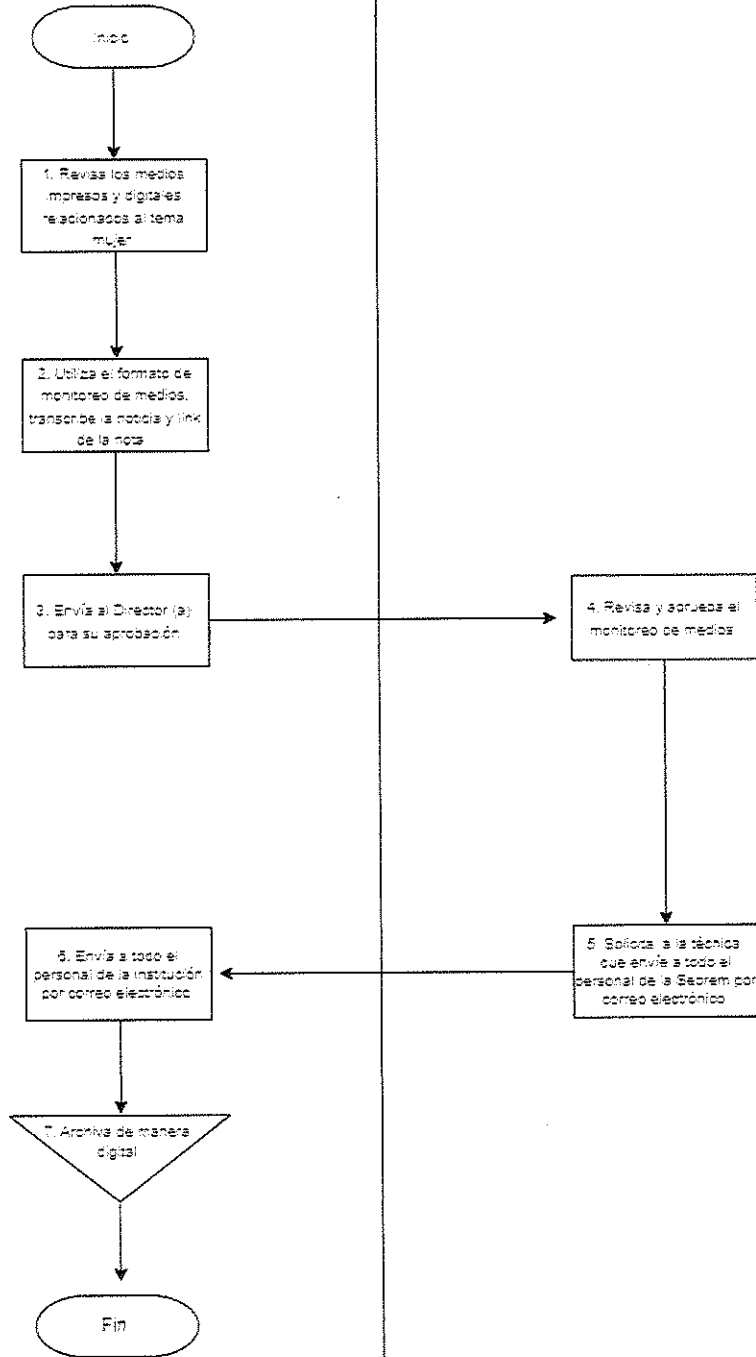 Inicio
1. Revisa los medios
impresos y digitales
relacionados al tema
mujer
2. Utiliza el formato de
monitoreo de medios,
transcribe la noticia y link
de la nota
3. Envía al Director (a)
para su aprobación
4. Revisa y aprueba el
monitoreo de medios
5. Solicita a la técnica
que envíe a todo el
personal de la Seprem por
correo electrónico
6. Envía a todo el
personal de la institución
por correo electrónico
7. Archiva de manera
digital
Fin